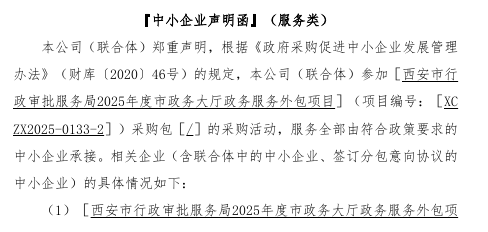 『中小企业声明函』（服务类）
本公司（联合体）郑重声明，根据《政府采购促进中小企业发展管理
办法》（财库〔2020〕46号）的规定，本公司（联合体）参加［西安市行
政审批服务局2025年度市政务大厅政务服务外包项目］（项目编号：［XC
ZX2025-0133-2］）采购包［/］的采购活动，服务全部由符合政策要求的
中小企业承接。相关企业（含联合体中的中小企业、签订分包意向协议的
中小企业）的具体情况如下：
（1）［西安市行政审批服务局2025年度市政务大厅政务服务外包项